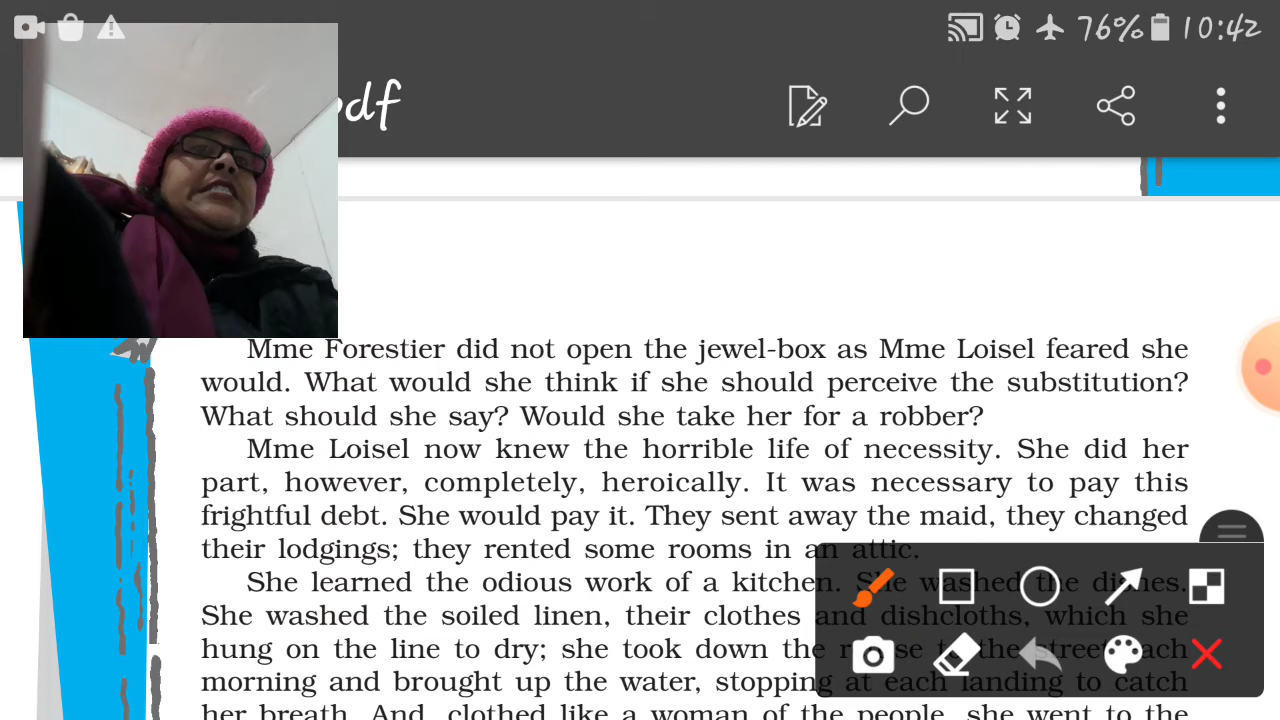 76% 10:42
pdf
Mme Forestier did not open the jewel-box as Mme Loisel feared she
would. What would she think if she should perceive the substitution?
What should she say? Would she take her for a robber?
Mme Loisel now knew the horrible life of necessity. She did her
part, however, completely, heroically. It was necessary to pay this
frightful debt. She would pay it. They sent away the maid, they changed
their lodgings; they rented some rooms in an attic.
She learned the odious work of a kitchen. She washed the dishes.
She washed the soiled linen, their clothes and dishcloths, which she
hung on the line to dry; she took down the refuse to the street each
morning and brought up the water, stopping at each landing to catch
her breath. And, clothed like a woman of the people, she went to the